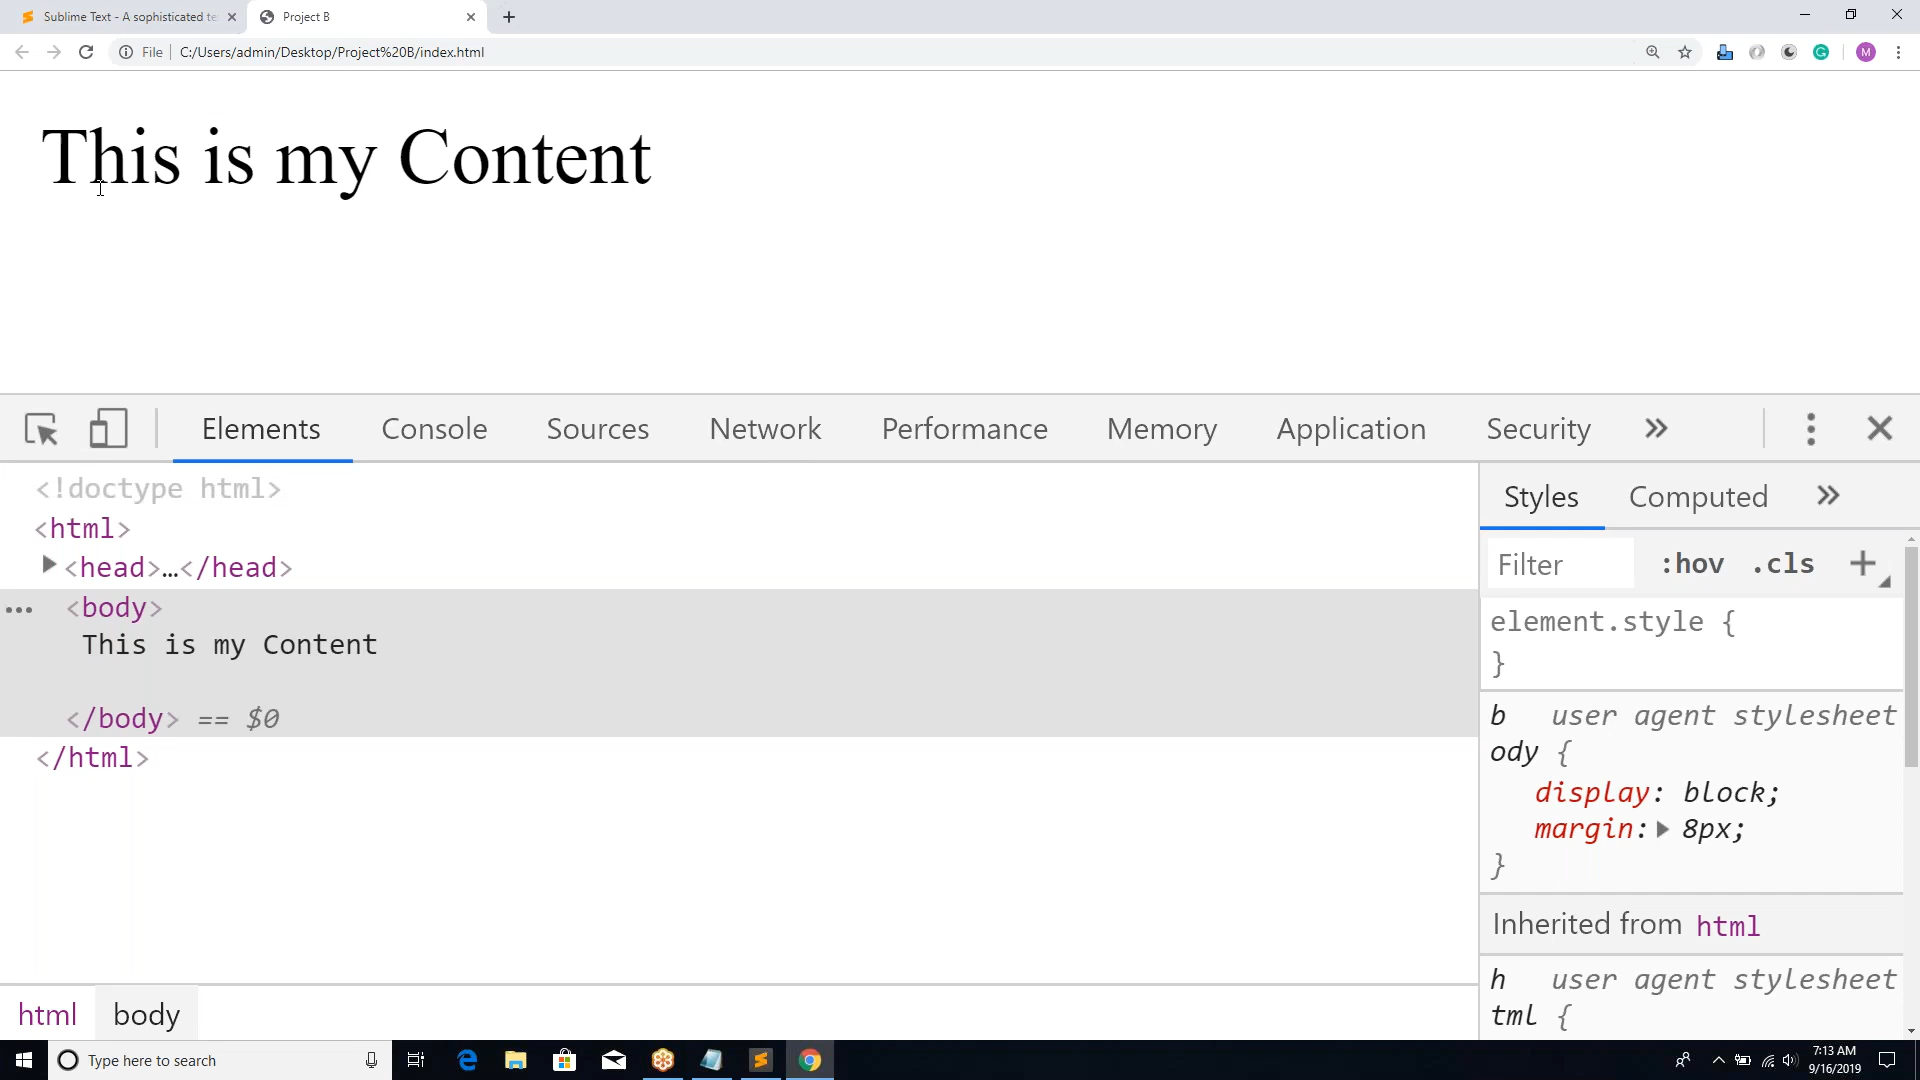 Sublime Text - A sophisticated te
Project B
File
C:/Users/admin/Desktop/Project%20B/index.html
M
This is my Content
Elements
Console
Sources
Network
Performance
Memory
Application
Security
<!doctype html>
<html>
<head>…</head>
<body>
This is my Content
</body> == $0
</html>
Styles
Computed
Filter
:hov
.cls
element.style {
}
b user agent stylesheet
ody {
display: block;
margin: 8px;
}
Inherited from html
h user agent stylesheet
tml {
html
body
Type here to search
7:13 AM
9/16/2019